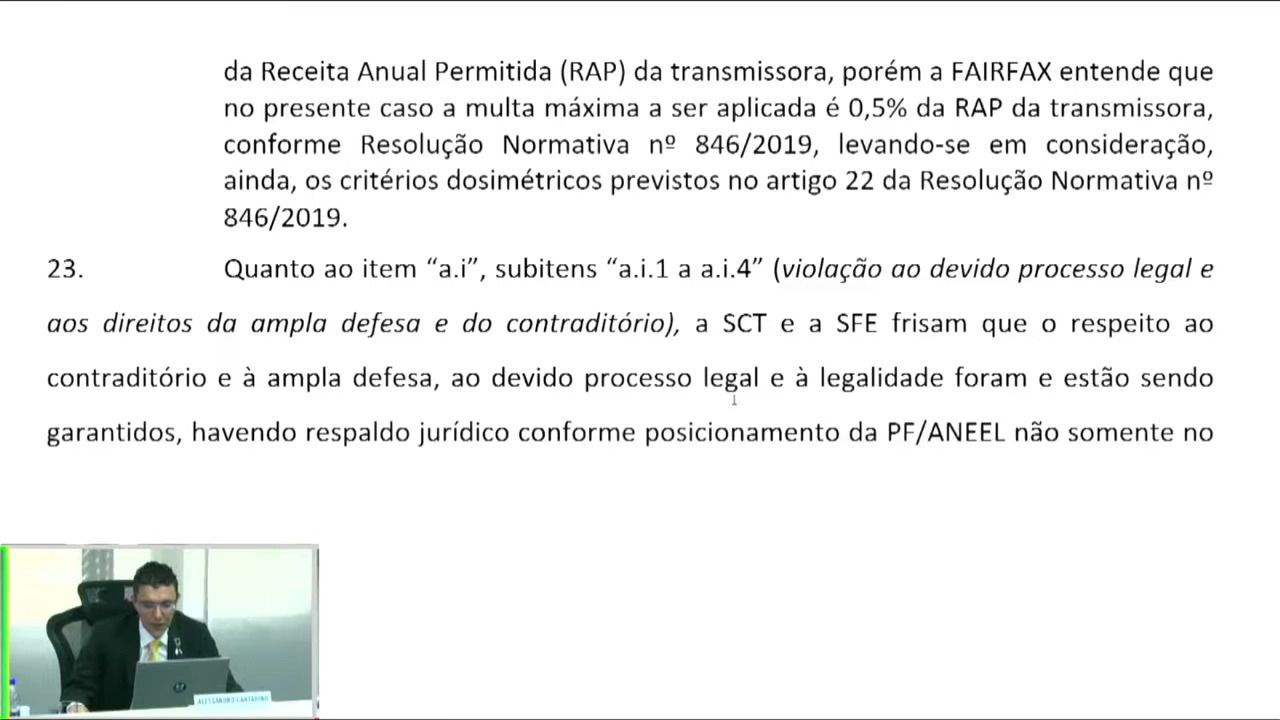 da Receita Anual Permitida (RAP) da transmissora, porém a FAIRFAX entende que
no presente caso a multa máxima a ser aplicada é 0,5% da RAP da transmissora,
conforme Resolução Normativa nº 846/2019, levando-se em consideração,
ainda, os critérios dosimétricos previstos no artigo 22 da Resolução Normativa nº
846/2019.
23. Quanto ao item “a.i”, subitens “a.i.1 a a.i.4” (violação ao devido processo legal e
aos direitos da ampla defesa e do contraditório), a SCT e a SFE frisam que o respeito ao
contraditório e à ampla defesa, ao devido processo legal e à legalidade foram e estão sendo
garantidos, havendo respaldo jurídico conforme posicionamento da PF/ANEEL não somente no
ALESSANDRO CANTARINO